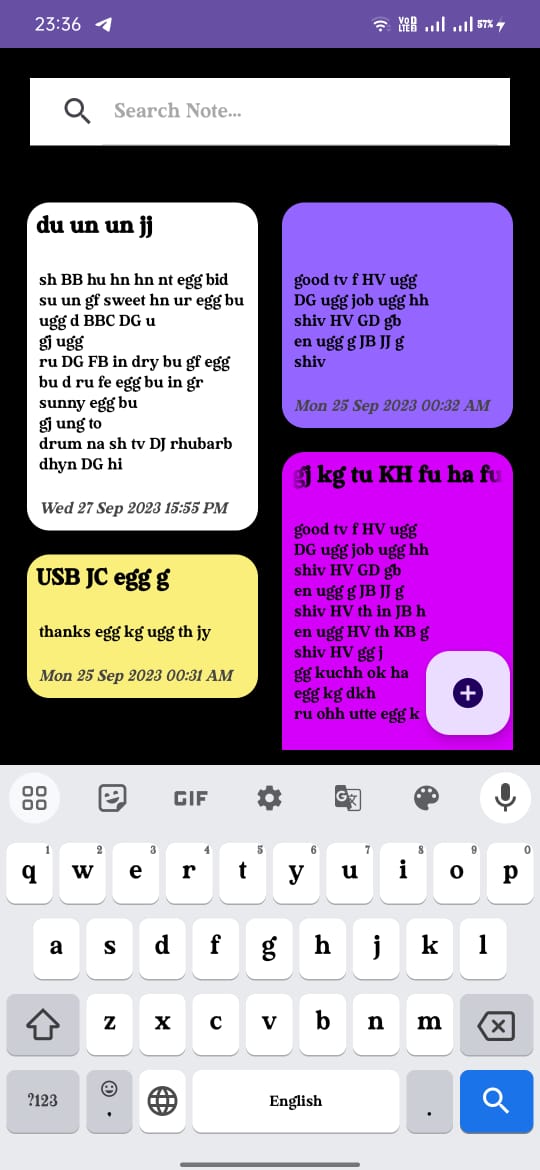 23:36
VoD
LTE
57%
Search Note...
du un un jj
sh BB hu hn hn nt egg bid
su un gf sweet hn ur egg bu
ugg d BBC DG u
gj ugg
ru DG FB in dry bu gf egg
bu d ru fe egg bu in gr
sunny egg bu
gj ung to
drum na sh tv DJ rhubarb
dhyn DG hi
Wed 27 Sep 2023 15:55 PM
USB JC egg g
thanks egg kg ugg th jy
Mon 25 Sep 2023 00:31 AM
good tv f HV ugg
DG ugg job ugg hh
shiv HV GD gb
en ugg g JB JJ g
shiv
Mon 25 Sep 2023 00:32 AM
gj kg tu KH fu ha fu
good tv f HV ugg
DG ugg job ugg hh
shiv HV GD gb
en ugg g JB JJ g
shiv HV th in JB h
en ugg HV th KB g
shiv HV gg j
gg kuchh ok ha
egg kg dkh
ru ohh utte egg k
GIF
q 1 w 2 e 3 r 4 t 5 y 6 u 7 i 8 o 9 p 0
a s d f g h j k l
z x c v b n m
?123 , English .